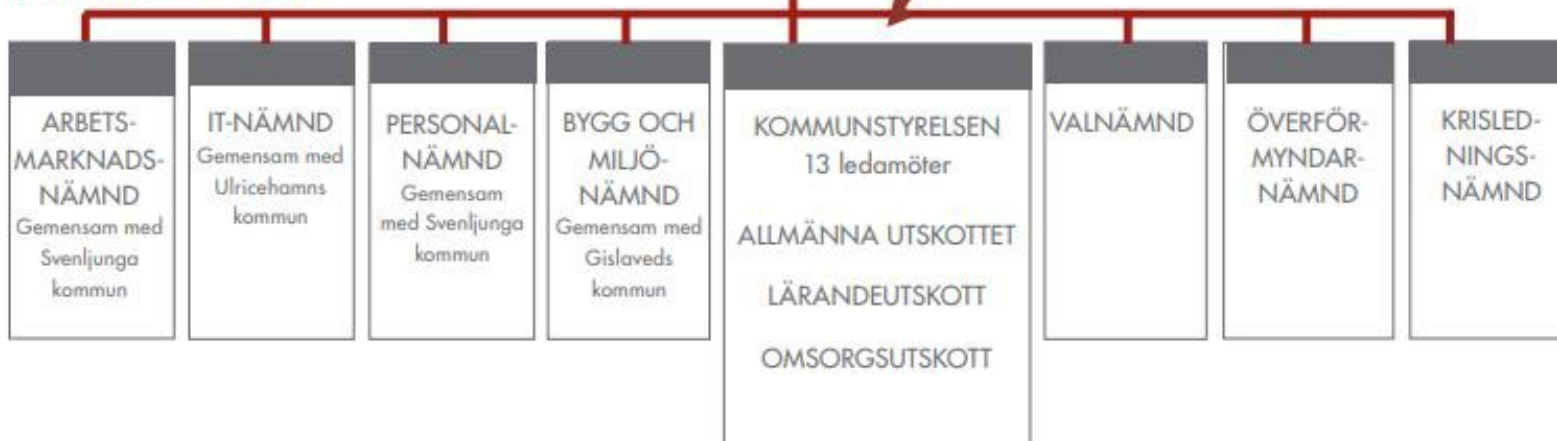 ARBETS-
MARKNADS-
NÄMND
Gemensam med
Svenljunga
kommun
IT-NÄMND
Gemensam med
Ulricehamns
kommun
PERSONAL-
NÄMND
Gemensam
med Svenljunga
kommun
BYGG OCH
MILJÖ-
NÄMND
Gemensam med
Gislaveds
kommun
KOMMUNSTYRELSEN
13 ledamöter
ALLMÄNNA UTSKOTTET
LÄRANDEUTSKOTT
OMSORGSUTSKOTT
VALNÄMND
ÖVERFÖR-
MYNDAR-
NÄMND
KRISLED-
NINGS-
NÄMND